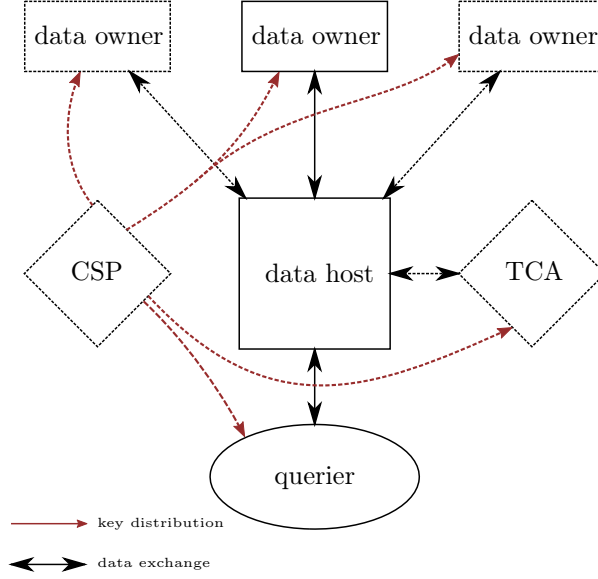 data owner
data owner
data owner
CSP
data host
TCA
querier
key distribution
data exchange